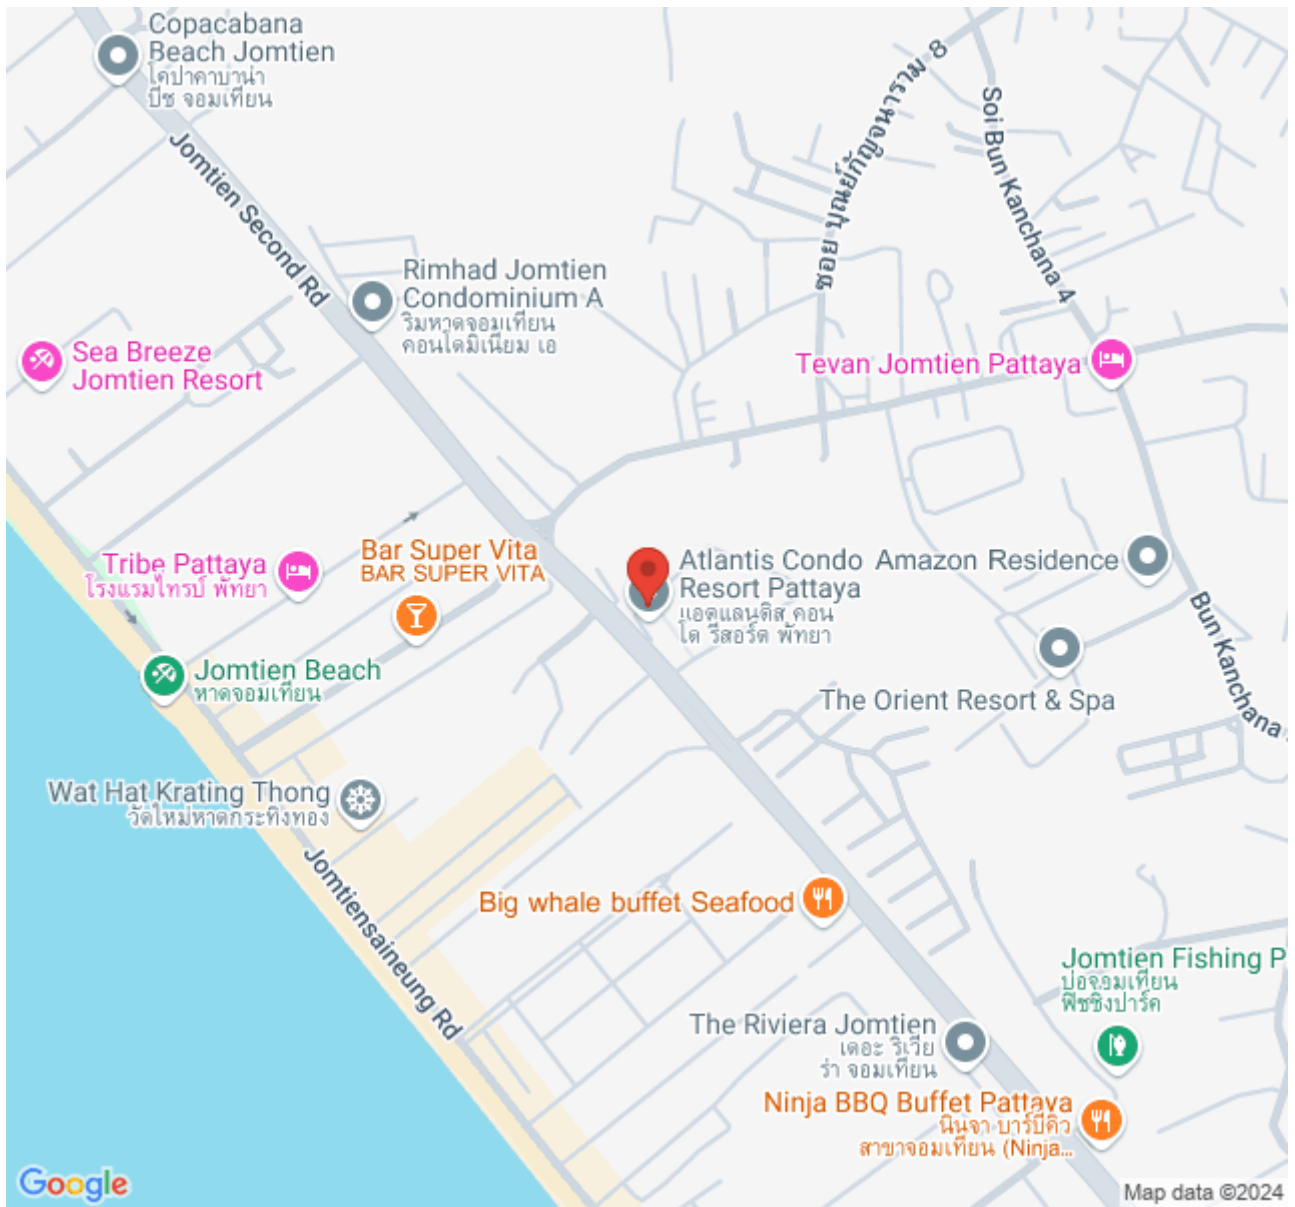 Copacabana
Beach Jomtien
โคปาคาบาน่า
บีช จอมเทียน
Jomtien Second Rd
ซอย บุณย์กัญจนาราม 8
Soi Bun Kanchana 4
Rimhad Jomtien
Condominium A
ริมหาดจอมเทียน
คอนโดมิเนียม เอ
Sea Breeze
Jomtien Resort
Tevan Jomtien Pattaya
Tribe Pattaya
โรงแรมไทรบ์ พัทยา
Bar Super Vita
BAR SUPER VITA
Atlantis Condo
Resort Pattaya
แอตแลนติส คอน
โด รีสอร์ต พัทยา
Amazon Residence
Bun Kanchana
Jomtien Beach
หาดจอมเทียน
The Orient Resort & Spa
Wat Hat Krating Thong
วัดใหม่หาดกระทิงทอง
Jomtiensaineung Rd
Big whale buffet Seafood
Jomtien Fishing P
บ่อจอมเทียน
ฟิชชิงปาร์ค
The Riviera Jomtien
เดอะ ริเวีย
ร่า จอมเทียน
Ninja BBQ Buffet Pattaya
นินจา บาร์บีคิว
สาขาจอมเทียน (Ninja...
Google
Map data ©2024